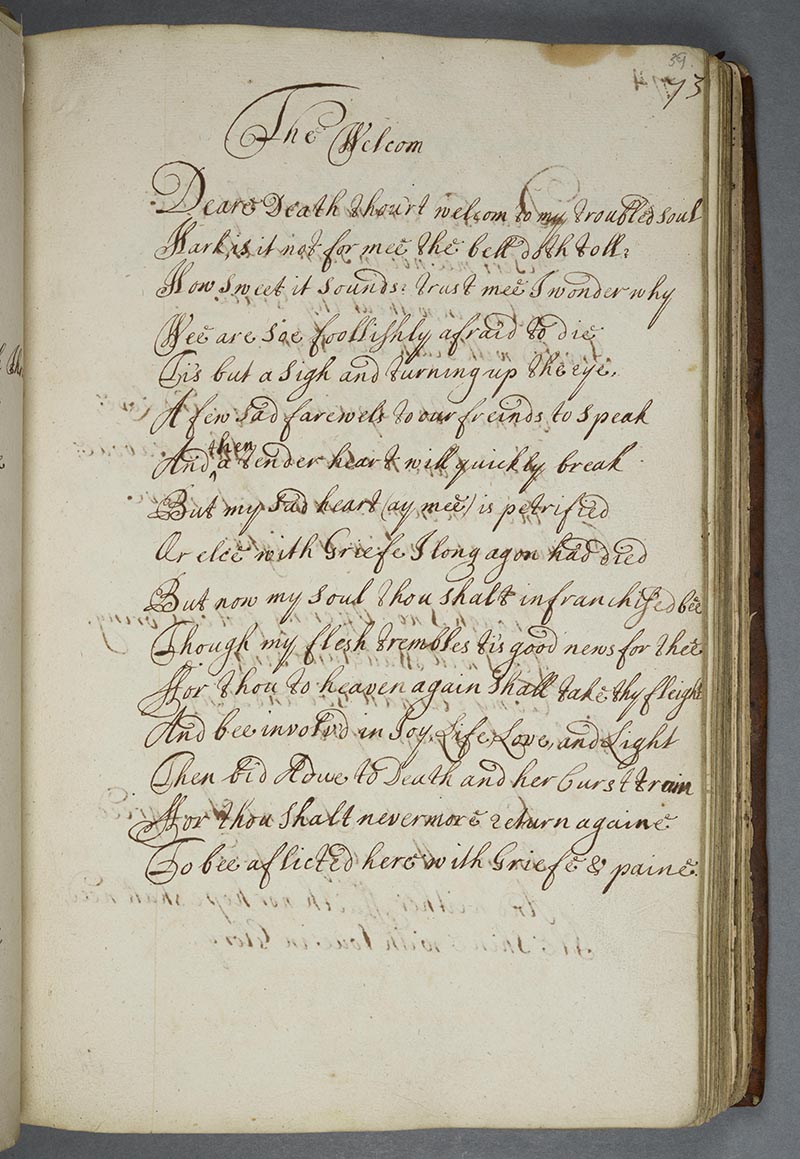 39
73
The Welcom
Deare Death thou'rt welcom to my troubled soul
Hark is it not for mee the bell doth toll?
How sweet it sounds: trust mee I wonder why
Wee are soe foollishly afraid to die
Tis but a sigh and turning up the eye,
A few sad farewels to our freinds to speak
then
And ^ a tender heart will quickly break
But my sad heart (ay mee) is petrified
Or elce with Griefe I long agon had died
But now my soul thou shalt infranchised bee
Though my flesh trembles tis good news for thee
For thou to heaven again shall take thy fleight
And bee involv'd in Joy, Life, Love, and Light
Then bid Adue to Death and her Curst train
For thou shalt nevermore return againe
To bee aflicted here with Griefe & paine.